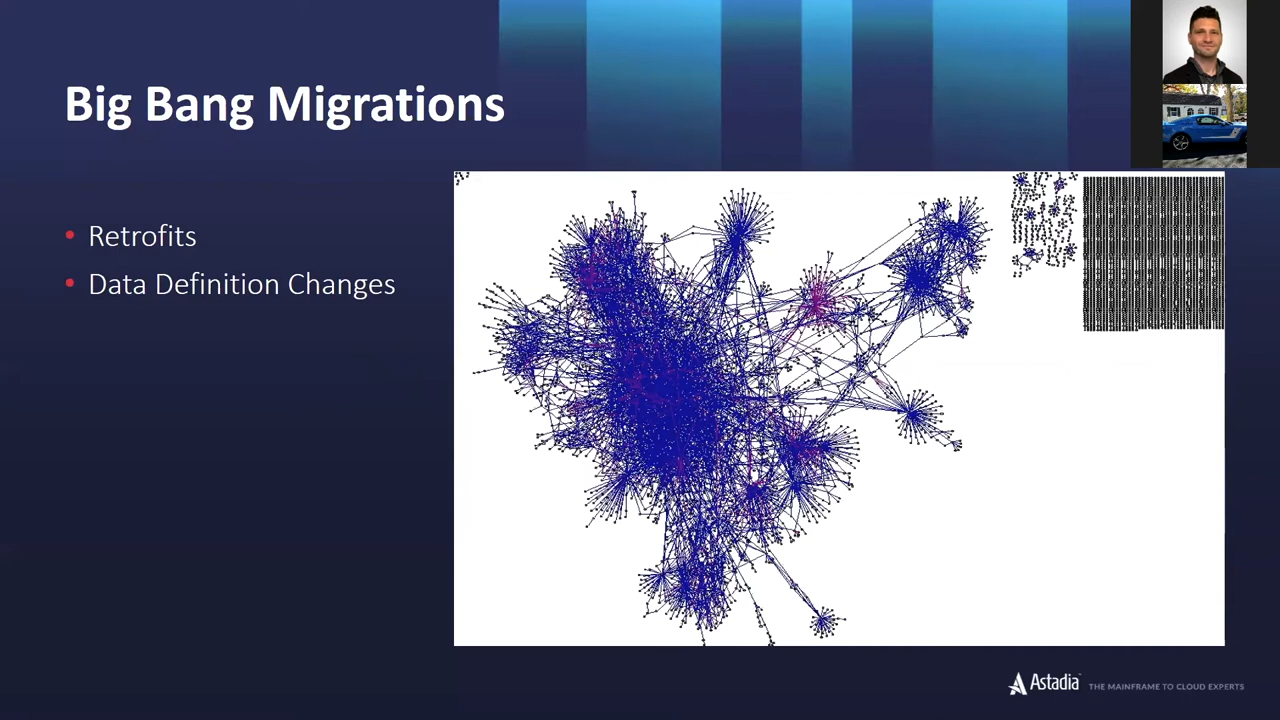 Big Bang Migrations
• Retrofits
• Data Definition Changes
Astadia THE MAINFRAME TO CLOUD EXPERTS